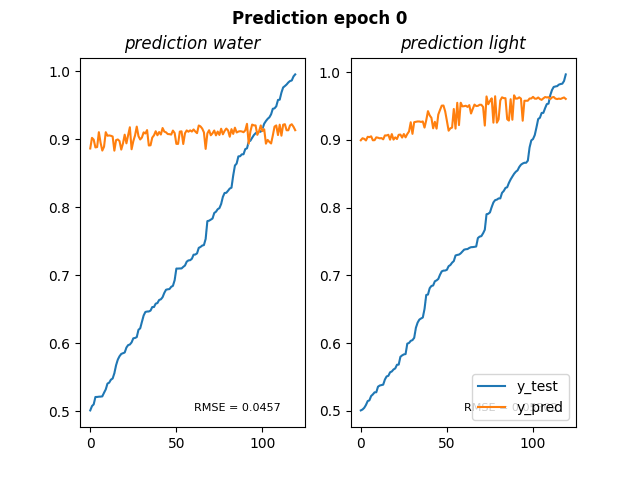 Prediction epoch 0
prediction water
prediction light
1.0
0.9
0.8
0.7
0.6
0.5
0
50
100
RMSE = 0.0457
1.0
0.9
0.8
0.7
0.6
0.5
0
50
100
RMSE =
y_test
y_pred